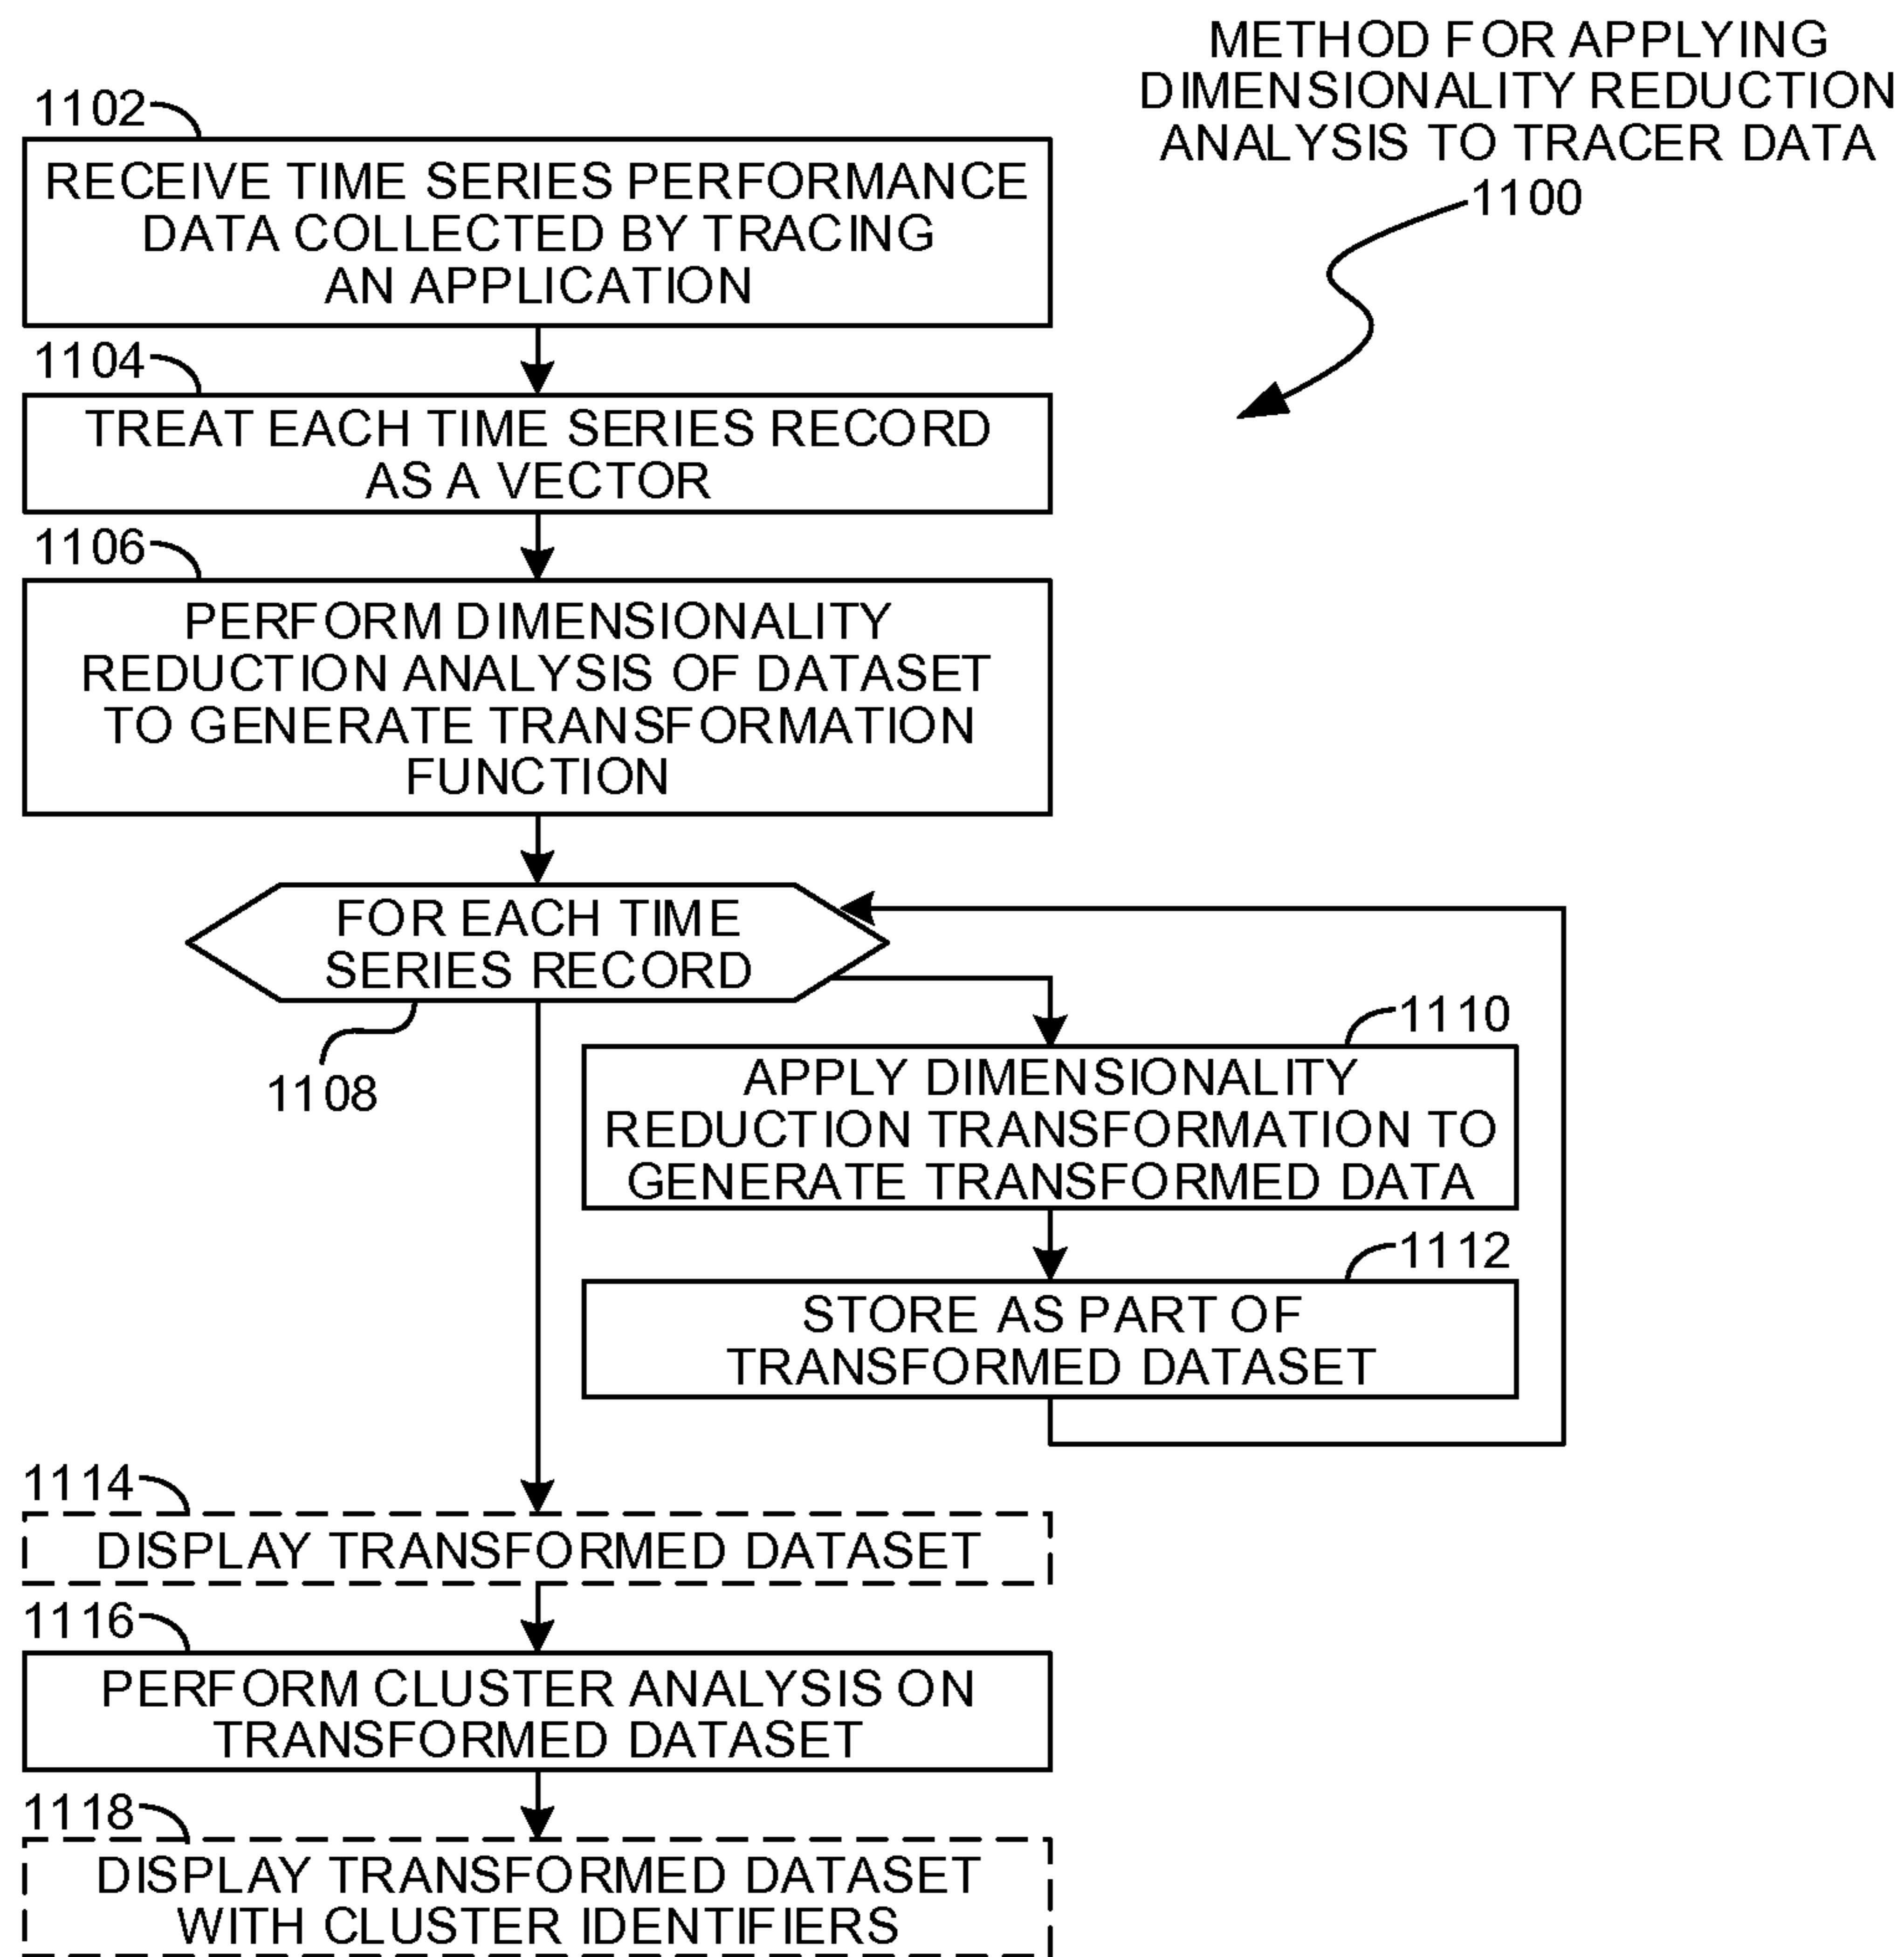 METHOD FOR APPLYING
DIMENSIONALITY REDUCTION
ANALYSIS TO TRACER DATA
1100
1102
RECEIVE TIME SERIES PERFORMANCE
DATA COLLECTED BY TRACING
AN APPLICATION
1104
TREAT EACH TIME SERIES RECORD
AS A VECTOR
1106
PERFORM DIMENSIONALITY
REDUCTION ANALYSIS OF DATASET
TO GENERATE TRANSFORMATION
FUNCTION
FOR EACH TIME
SERIES RECORD
1108
1110
APPLY DIMENSIONALITY
REDUCTION TRANSFORMATION TO
GENERATE TRANSFORMED DATA
1112
STORE AS PART OF
TRANSFORMED DATASET
1114
DISPLAY TRANSFORMED DATASET
1116
PERFORM CLUSTER ANALYSIS ON
TRANSFORMED DATASET
1118
DISPLAY TRANSFORMED DATASET
WITH CLUSTER IDENTIFIERS